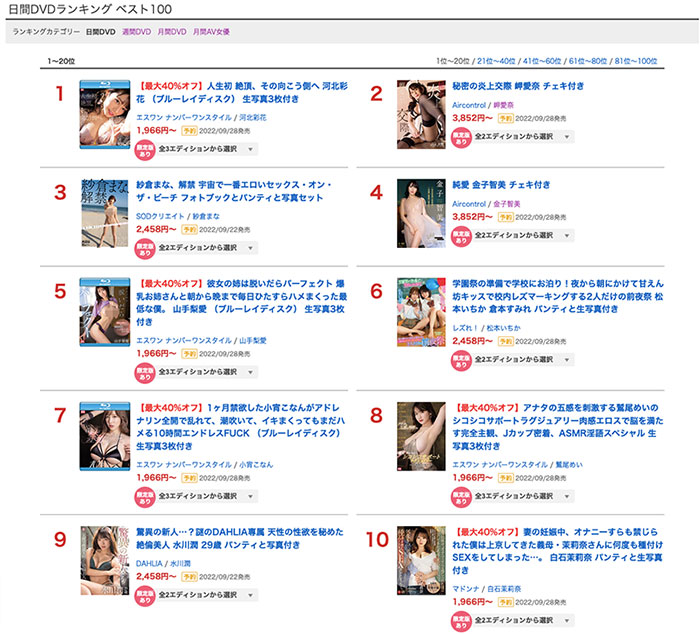 日間DVDランキング ベスト100
ランキングカテゴリー 日間DVD 週間DVD 月間DVD 月間AV女優
1〜20位
1位〜20位 / 21位〜40位 / 41位〜60位 / 61位〜80位 / 81位〜100位
1
【最大40%オフ】人生初 絶頂、その向こう側へ 河北彩
花 （ブルーレイディスク） 生写真3枚付き
エスワン ナンバーワンスタイル / 河北彩花
1,966円〜 予約 2022/09/28発売
限定版
あり
全3エディションから選択
2
秘密の炎上交際 岬愛奈 チェキ付き
Aircontrol / 岬愛奈
3,852円〜 予約 2022/09/28発売
限定版
あり
全2エディションから選択
3
紗倉まな、解禁 宇宙で一番エロいセックス・オン・
ザ・ビーチ フォトブックとパンティと写真セット
SODクリエイト / 紗倉まな
2,458円〜 予約 2022/09/22発売
限定版
あり
全2エディションから選択
4
純愛 金子智美 チェキ付き
Aircontrol / 金子智美
3,852円〜 予約 2022/09/28発売
限定版
あり
全2エディションから選択
金子智美
5
【最大40%オフ】彼女の姉は脱いだらパーフェクト 爆
乳お姉さんと朝から晩まで毎日ひたすらハメまくった最
低な僕。 山手梨愛 （ブルーレイディスク） 生写真3枚
付き
エスワン ナンバーワンスタイル / 山手梨愛
1,966円〜 予約 2022/09/28発売
限定版
あり
全3エディションから選択
6
学園祭の準備で学校にお泊り！夜から朝にかけて甘えん
坊キッスで校内レズマーキングする2人だけの前夜祭 松
本いちか 倉本すみれ パンティと生写真付き
レズれ！ / 松本いちか
2,458円〜 予約 2022/09/28発売
限定版
あり
全2エディションから選択
7
【最大40%オフ】1ヶ月禁欲した小宵こなんがアドレ
ナリン全開で乱れて、潮吹いて、イキまくってもまだハ
メる10時間エンドレスFUCK （ブルーレイディスク）
生写真3枚付き
エスワン ナンバーワンスタイル / 小宵こなん
1,966円〜 予約 2022/09/28発売
限定版
あり
全3エディションから選択
8
【最大40%オフ】アナタの五感を刺激する鷲尾めいの
シコシコサポートラグジュアリー肉感エロスで脳を満た
す完全主観、Jカップ密着、ASMR淫語スペシャル 生
写真3枚付き
エスワン ナンバーワンスタイル / 鷲尾めい
1,966円〜 予約 2022/09/28発売
限定版
あり
全3エディションから選択
9
驚異の新人…？謎のDAHLIA専属 天性の性欲を秘めた
絶倫美人 水川潤 29歳 パンティと写真付き
DAHLIA / 水川潤
2,458円〜 予約 2022/09/22発売
限定版
あり
全2エディションから選択
10
【最大40%オフ】妻の妊娠中、オナニーすらも禁じら
れた僕は上京してきた義母・茉莉奈さんに何度も種付け
SEXをしてしまった…。 白石茉莉奈 パンティと生写真
付き
マドンナ / 白石茉莉奈
1,966円〜 予約 2022/09/28発売
限定版
あり
全2エディションから選択